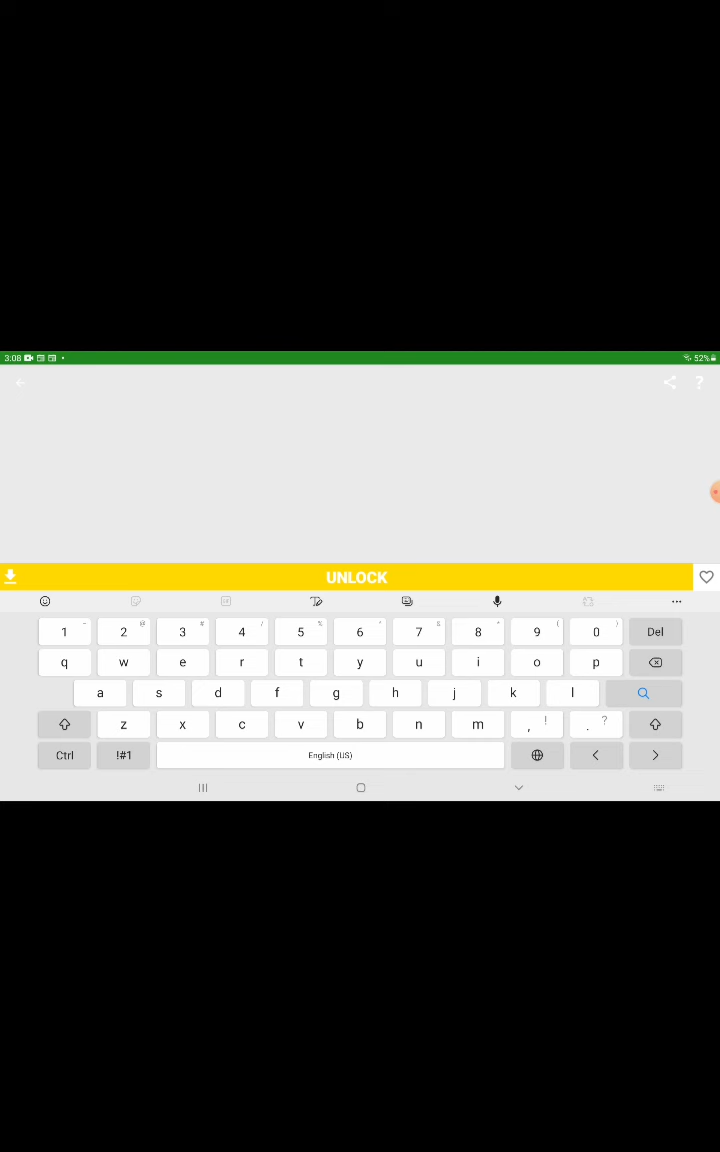 3:08 52%
?
UNLOCK
GIF
1 ~ 2 @ 3 # 4 / 5 % 6 ^ 7 & 8 * 9 ( 0 ) Del
q w e r t y u i o p
a s d f g h j k l
z x c v b n m , ! . ?
Ctrl !#1 English (US) < >